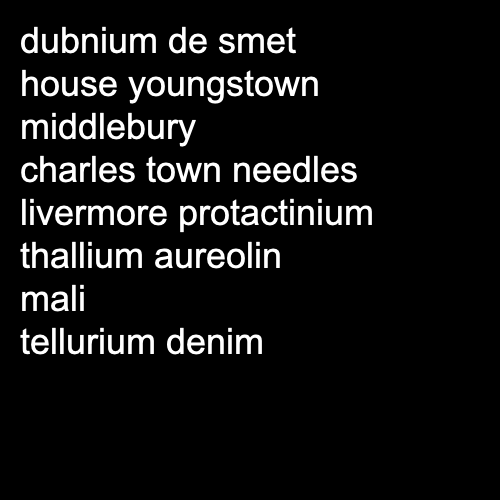 dubnium de smet
house youngstown
middlebury
charles town needles
livermore protactinium
thallium aureolin
mali
tellurium denim